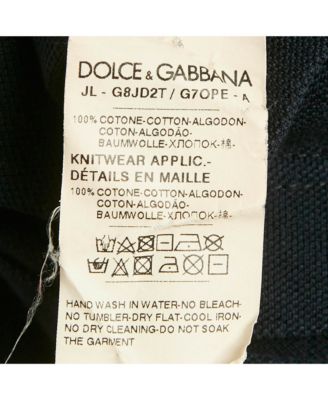 DOLCE & GABBANA
JL - G8JD2T / G7OPE - A
100% COTONE-COTTON-ALGODON-
COTON-ALGODÃO-
BAUMWOLLE-ХЛОПОК-棉-
KNITWEAR APPLIC.-
DÉTAILS EN MAILLE
100% COTONE-COTTON-ALGODON-
COTON-ALGODÃO-
BAUMWOLLE-ХЛОПОК-棉-
HAND WASH IN WATER-NO BLEACH-
NO TUMBLER-DRY FLAT-COOL IRON-
NO DRY CLEANING-DO NOT SOAK
THE GARMENT